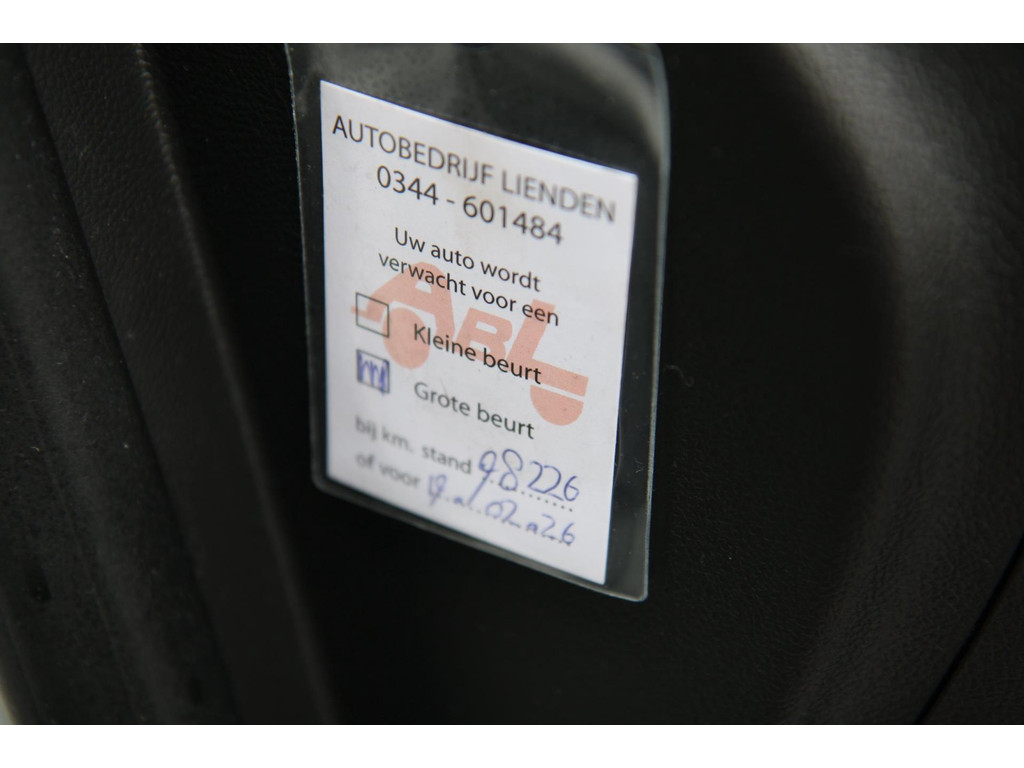 AUTOBEDRIJF LIENDEN
0344 - 601484
Uw auto wordt
verwacht voor een
ABL
Kleine beurt
Grote beurt
bij km. stand 98226
of voor